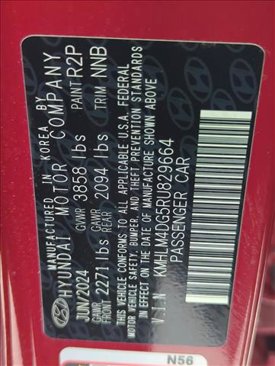 MANUFACTURED IN KOREA BY
HYUNDAI MOTOR COMPANY
JUN/2024 GVWR 3858 lbs PAINT R2P
GAWR FRONT 2271 lbs GAWR REAR 2094 lbs TRIM NNB
THIS VEHICLE CONFORMS TO ALL APPLICABLE U.S.A. FEDERAL
MOTOR VEHICLE SAFETY, BUMPER, AND THEFT PREVENTION
STANDARDS IN EFFECT ON THE DATE OF MANUFACTURE SHOWN ABOVE
V.I.N KMHLM4DG5RU829664
PASSENGER CAR
N56